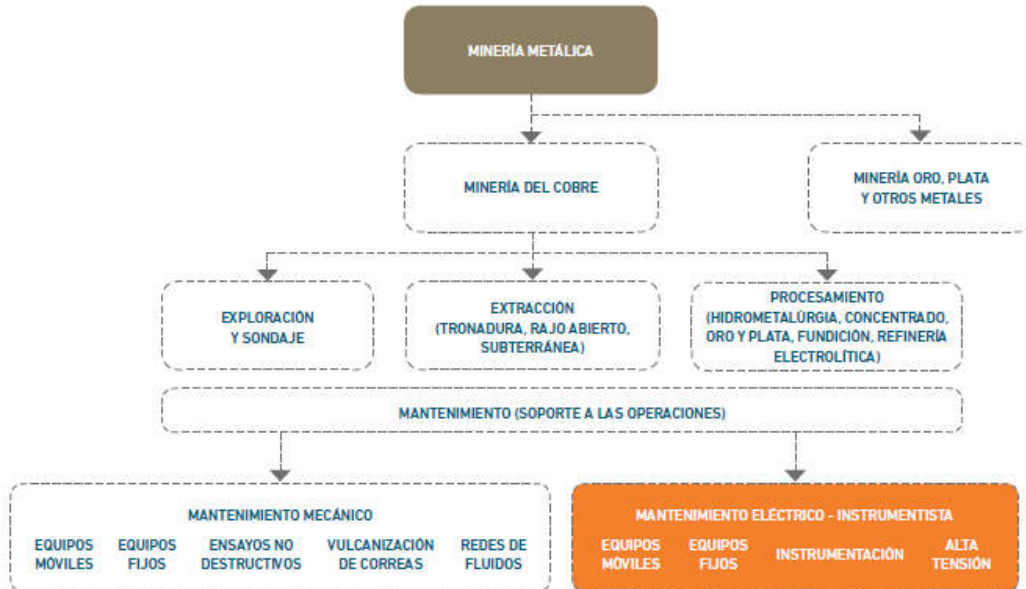 MINERÍA METÁLICA
MINERÍA DEL COBRE
MINERÍA ORO, PLATA
Y OTROS METALES
EXPLORACIÓN
Y SONDAJE
EXTRACCIÓN
(TRONADURA, RAJO ABIERTO,
SUBTERRÁNEA)
PROCESAMIENTO
(HIDROMETALÚRGIA, CONCENTRADO,
ORO Y PLATA, FUNDICIÓN, REFINERÍA
ELECTROLÍTICA)
MANTENIMIENTO (SOPORTE A LAS OPERACIONES)
MANTENIMIENTO MECÁNICO
EQUIPOS
MÓVILES
EQUIPOS
FIJOS
ENSAYOS NO
DESTRUCTIVOS
VULCANIZACIÓN
DE CORREAS
REDES DE
FLUIDOS
MANTENIMIENTO ELÉCTRICO - INSTRUMENTISTA
EQUIPOS
MÓVILES
EQUIPOS
FIJOS
INSTRUMENTACIÓN
ALTA
TENSIÓN